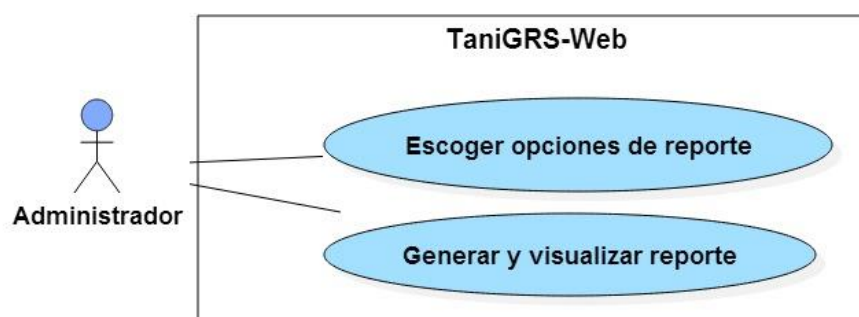 TaniGRS-Web
Escoger opciones de reporte
Administrador
Generar y visualizar reporte